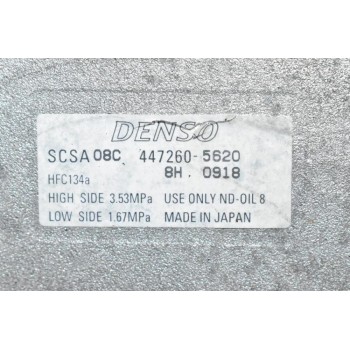 DENSO
SCSA 08C 447260-5620
8H. 0918
HFC134a
HIGH SIDE 3.53MPa USE ONLY ND-OIL 8
LOW SIDE 1.67MPa MADE IN JAPAN